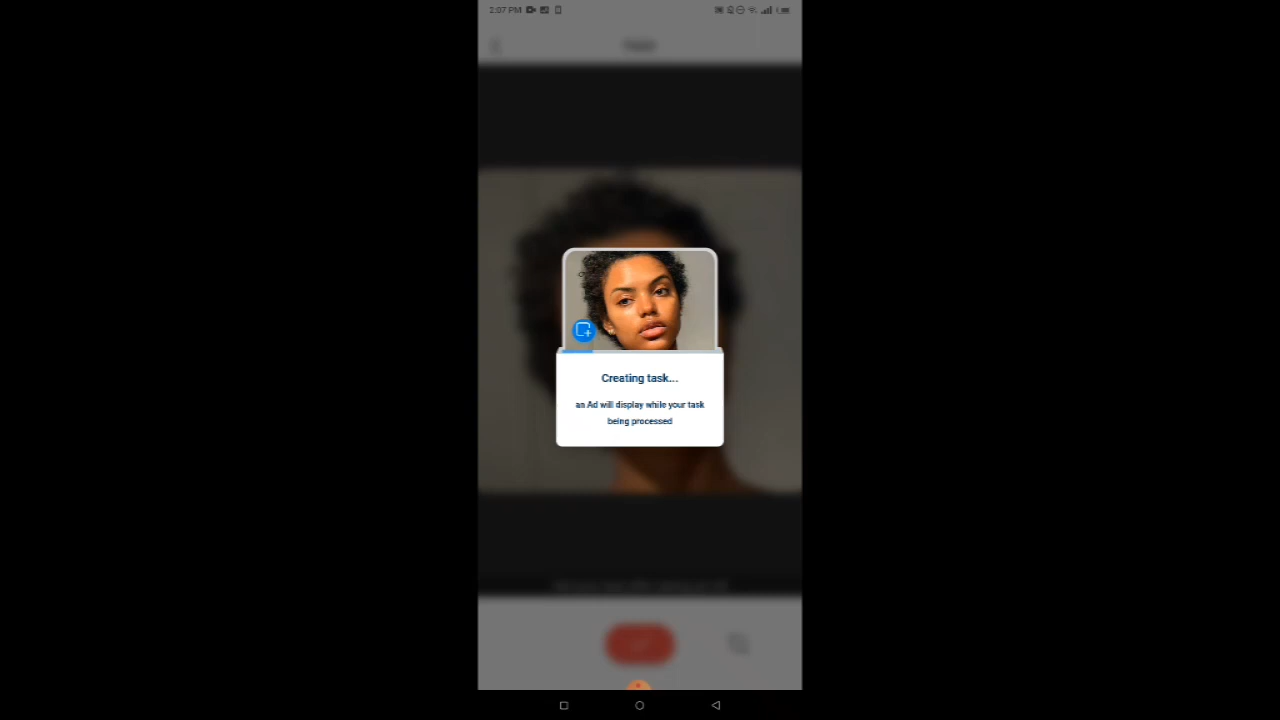 2:07 PM
Creating task...
an Ad will display while your task
being processed